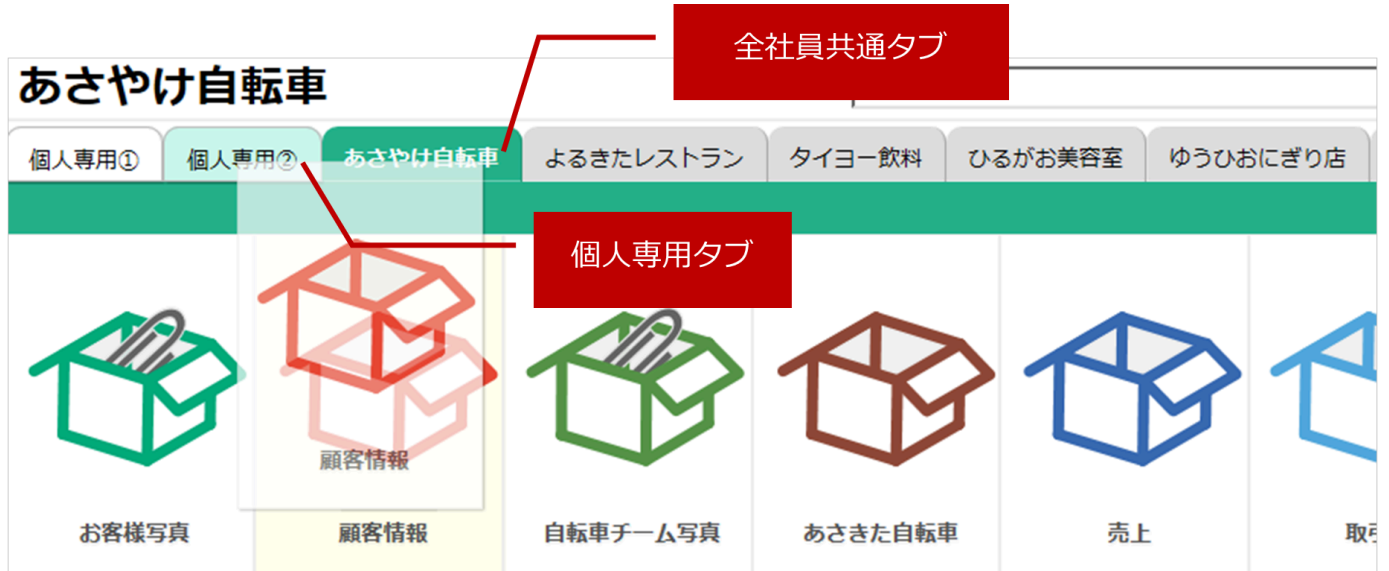 全社員共通タブ
あさやけ自転車
個人専用①
個人専用②
あさやけ自転車
よるきたレストラン
タイヨー飲料
ひるがお美容室
ゆうひおにぎり店
個人専用タブ
顧客情報
お客様写真
顧客情報
自転車チーム写真
あさきた自転車
売上
取